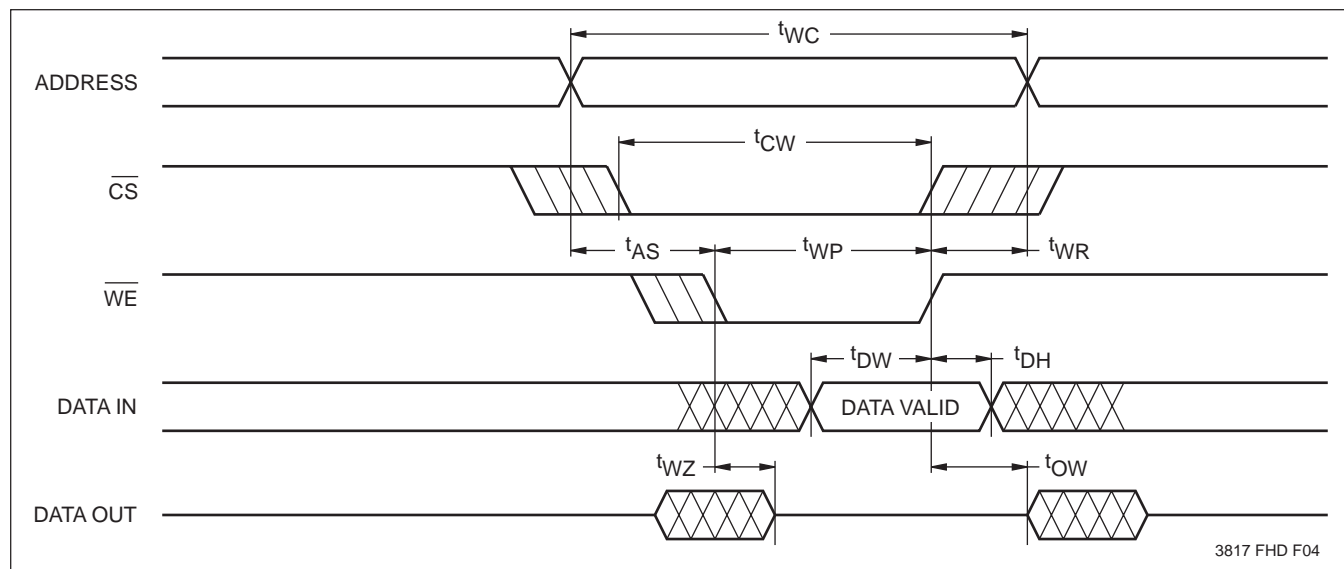 tWC
ADDRESS
tCW
CS
tAS tWP tWR
WE
tDW tDH
DATA IN DATA VALID
tWZ tOW
DATA OUT
3817 FHD F04